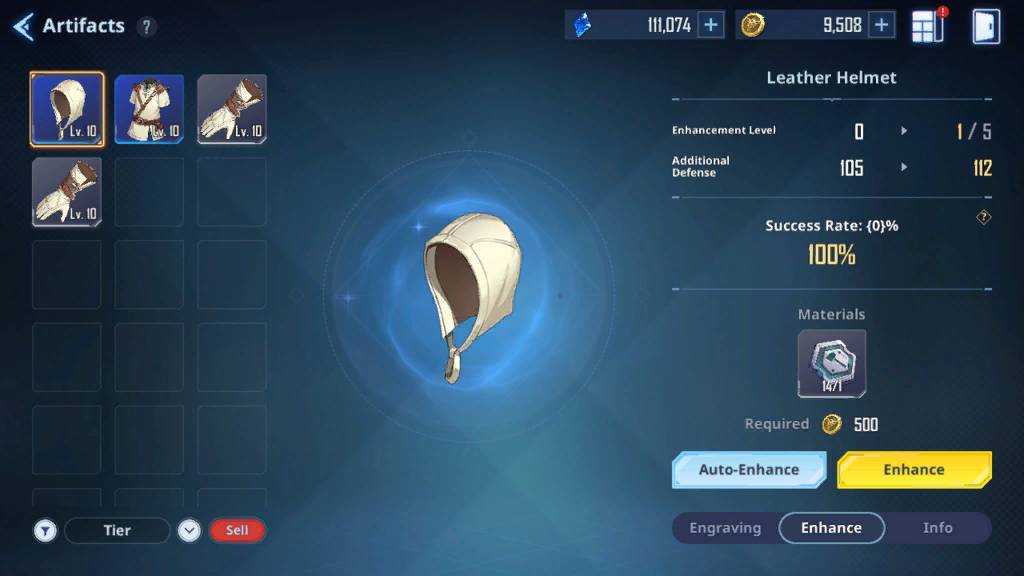 Artifacts ?
111,074 +
9,508 +
!
Lv. 10
Lv. 10
Lv. 10
Lv. 10
Leather Helmet
Enhancement Level 0 1 / 5
Additional
Defense 105 112
Success Rate: {0}%
?
100%
Materials
14/1
Required 500
Auto-Enhance Enhance
Tier Sell
Engraving Enhance Info